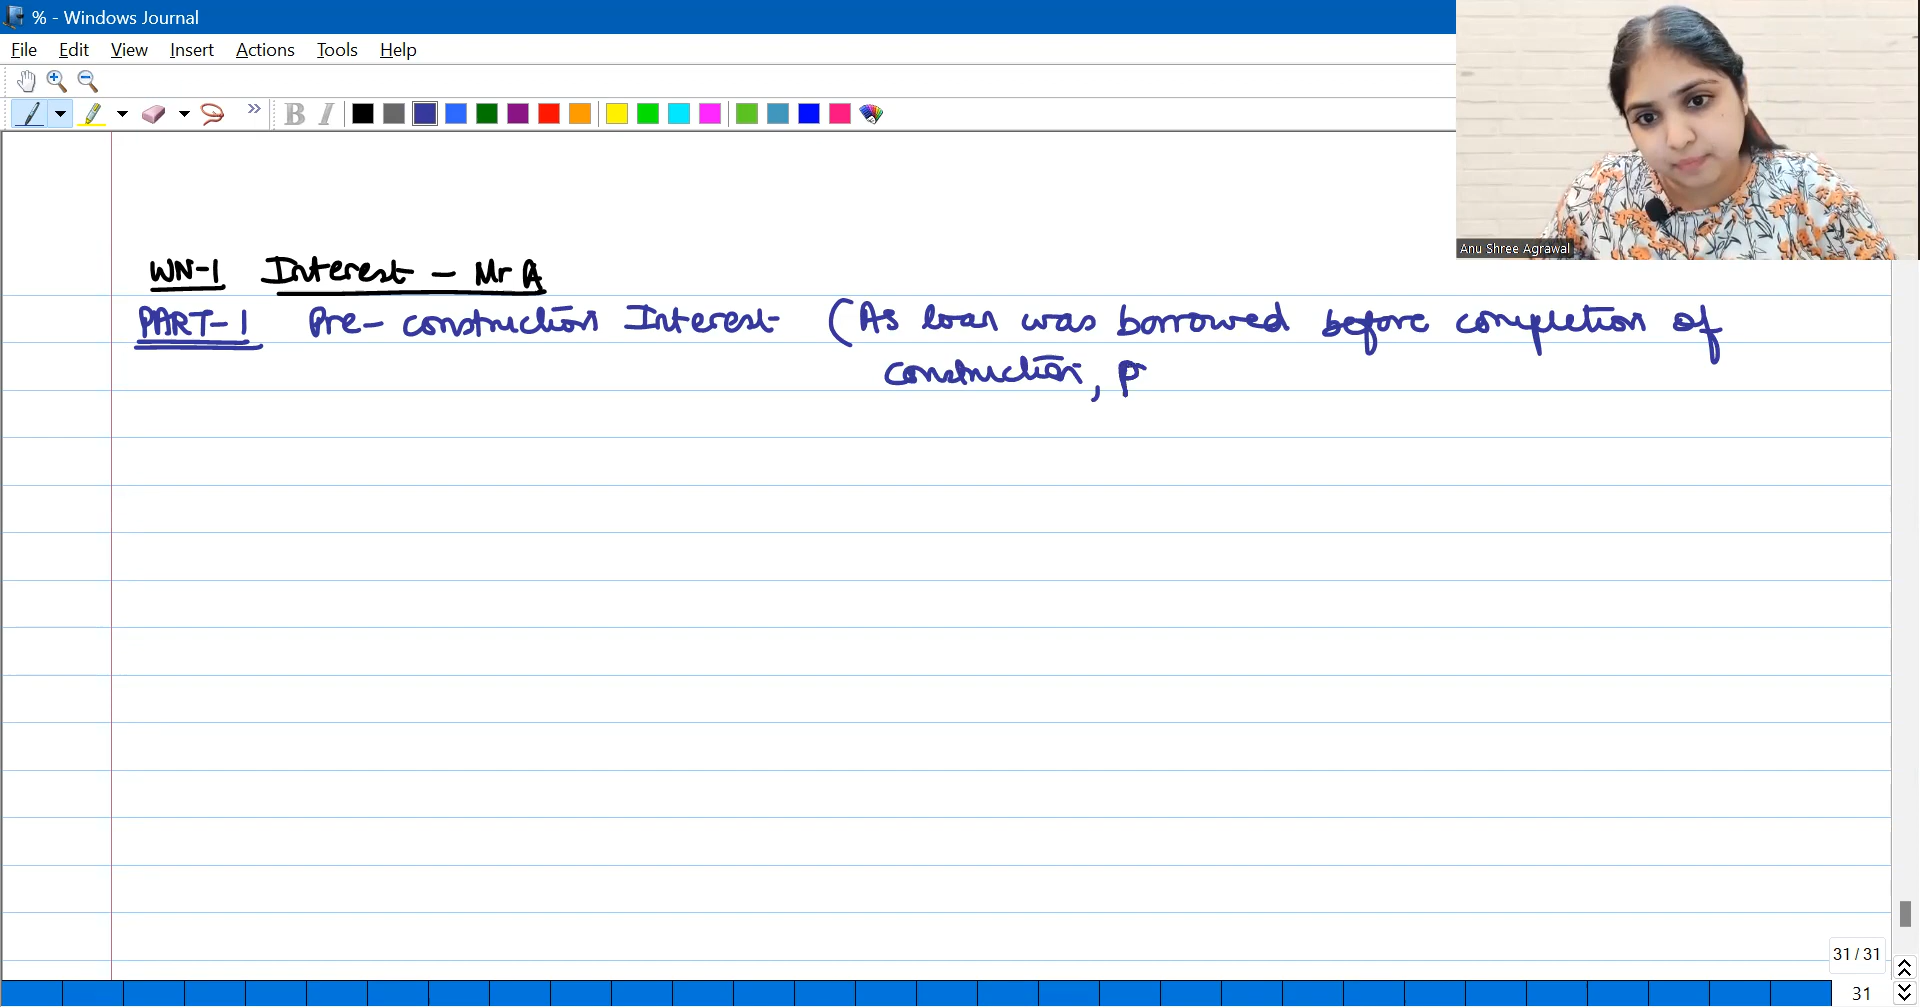 % - Windows Journal
File Edit View Insert Actions Tools Help
B I
Anu Shree Agrawal
WN-1 Interest - Mr A
PART-1 Pre-construction Interest (As loan was borrowed before completion of
construction, p
31 / 31
31